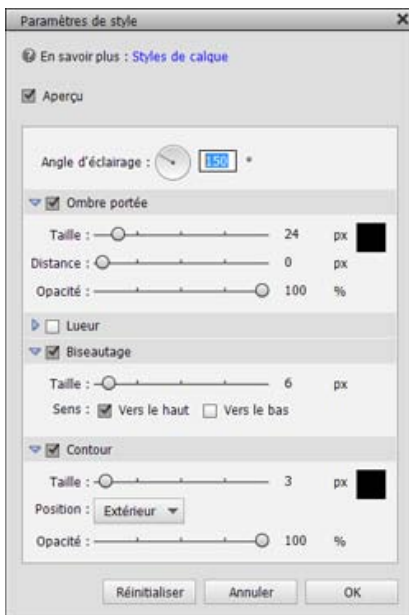 Paramètres de style
En savoir plus : Styles de calque
Aperçu
Angle d'éclairage : 150 °
Ombre portée
Taille : 24 px
Distance : 0 px
Opacité : 100 %
Lueur
Biseautage
Taille : 6 px
Sens : Vers le haut Vers le bas
Contour
Taille : 3 px
Position : Extérieur
Opacité : 100 %
Réinitialiser Annuler OK